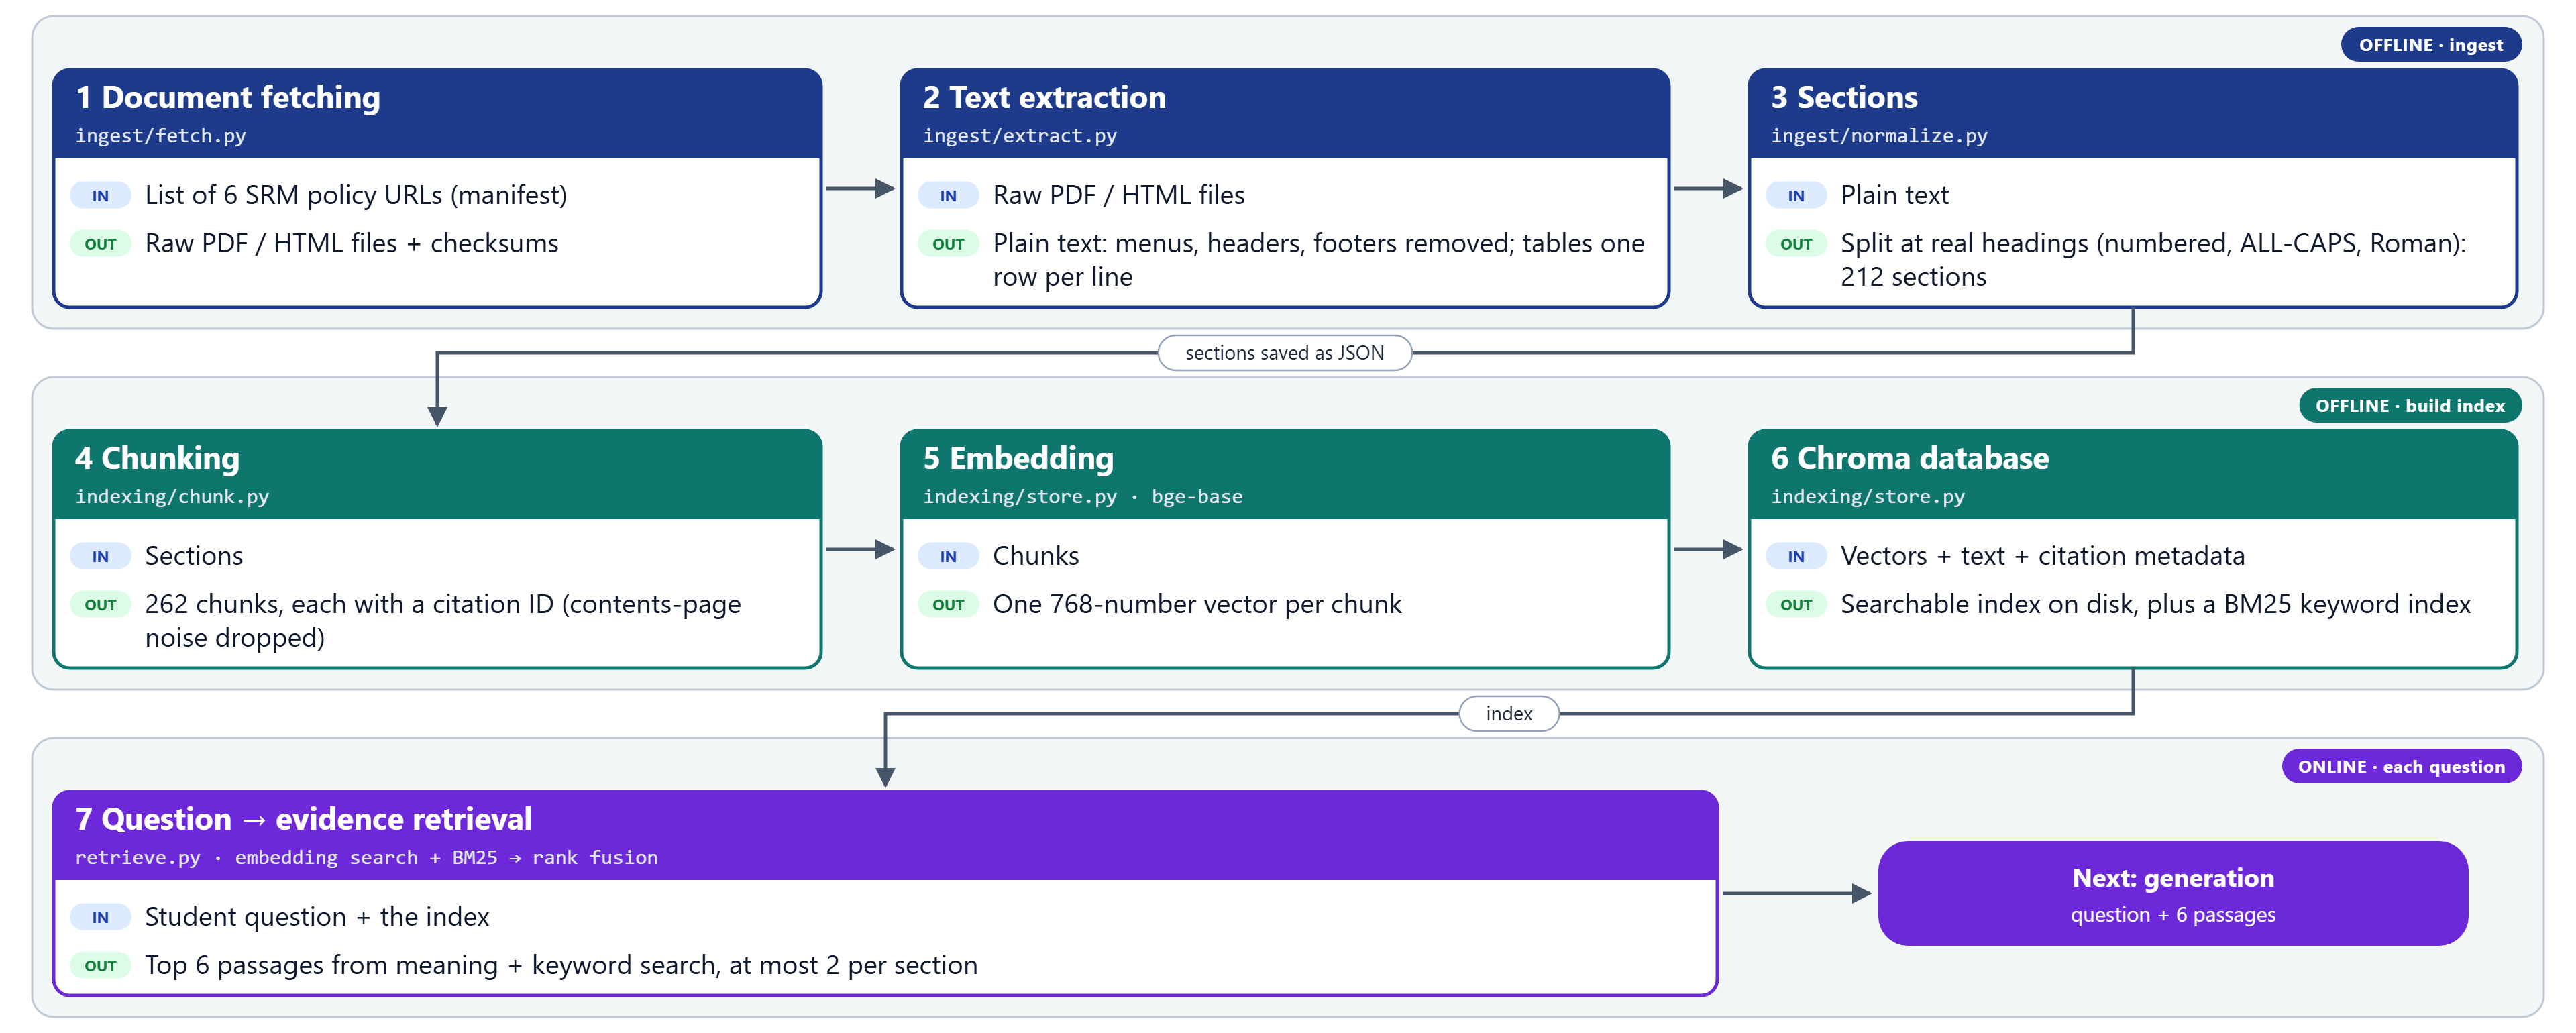 OFFLINE · ingest
1 Document fetching
ingest/fetch.py
IN List of 6 SRM policy URLs (manifest)
OUT Raw PDF / HTML files + checksums
2 Text extraction
ingest/extract.py
IN Raw PDF / HTML files
OUT Plain text: menus, headers, footers removed; tables one
row per line
3 Sections
ingest/normalize.py
IN Plain text
OUT Split at real headings (numbered, ALL-CAPS, Roman):
212 sections
sections saved as JSON
OFFLINE · build index
4 Chunking
indexing/chunk.py
IN Sections
OUT 262 chunks, each with a citation ID (contents-page
noise dropped)
5 Embedding
indexing/store.py · bge-base
IN Chunks
OUT One 768-number vector per chunk
6 Chroma database
indexing/store.py
IN Vectors + text + citation metadata
OUT Searchable index on disk, plus a BM25 keyword index
index
ONLINE · each question
7 Question → evidence retrieval
retrieve.py · embedding search + BM25 → rank fusion
IN Student question + the index
OUT Top 6 passages from meaning + keyword search, at most 2 per section
Next: generation
question + 6 passages